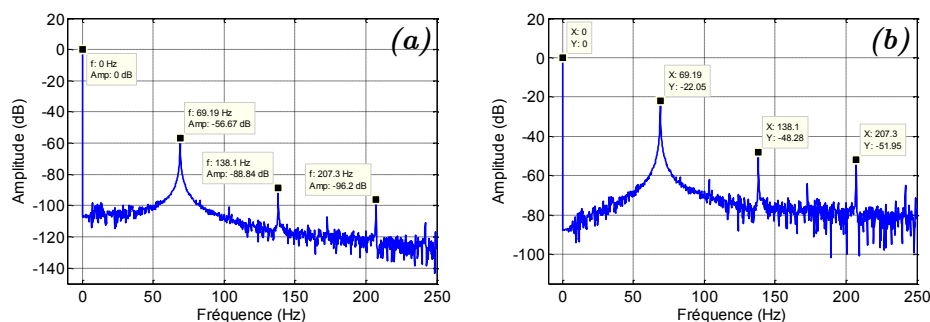 (a)
20
0
-20
-40
-60
-80
-100
-120
-140
Amplitude (dB)
f: 0 Hz
Amp: 0 dB
f: 69.19 Hz
Amp: -56.67 dB
f: 138.1 Hz
Amp: -88.84 dB
f: 207.3 Hz
Amp: -96.2 dB
0 50 100 150 200 250
Fréquence (Hz)
(b)
20
0
-20
-40
-60
-80
-100
Amplitude (dB)
X: 0
Y: 0
X: 69.19
Y: -22.05
X: 138.1
Y: -48.28
X: 207.3
Y: -51.95
0 50 100 150 200 250
Fréquence (Hz)